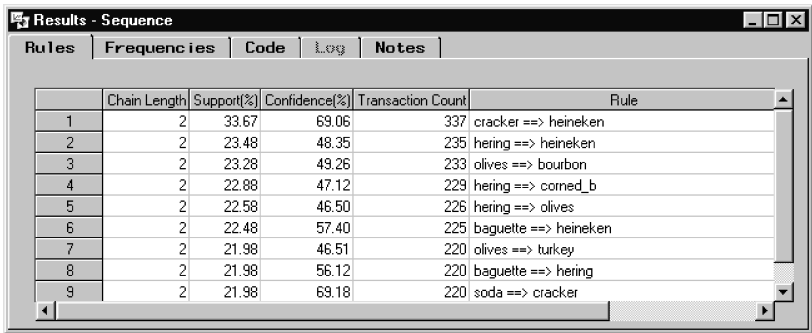 Results - Sequence
Rules Frequencies Code Log Notes
Chain Length Support(%) Confidence(%) Transaction Count Rule
1 2 33.67 69.06 337 cracker ==> heineken
2 2 23.48 48.35 235 hering ==> heineken
3 2 23.28 49.26 233 olives ==> bourbon
4 2 22.88 47.12 229 hering ==> corned_b
5 2 22.58 46.50 226 hering ==> olives
6 2 22.48 57.40 225 baguette ==> heineken
7 2 21.98 46.51 220 olives ==> turkey
8 2 21.98 56.12 220 baguette ==> hering
9 2 21.98 69.18 220 soda ==> cracker